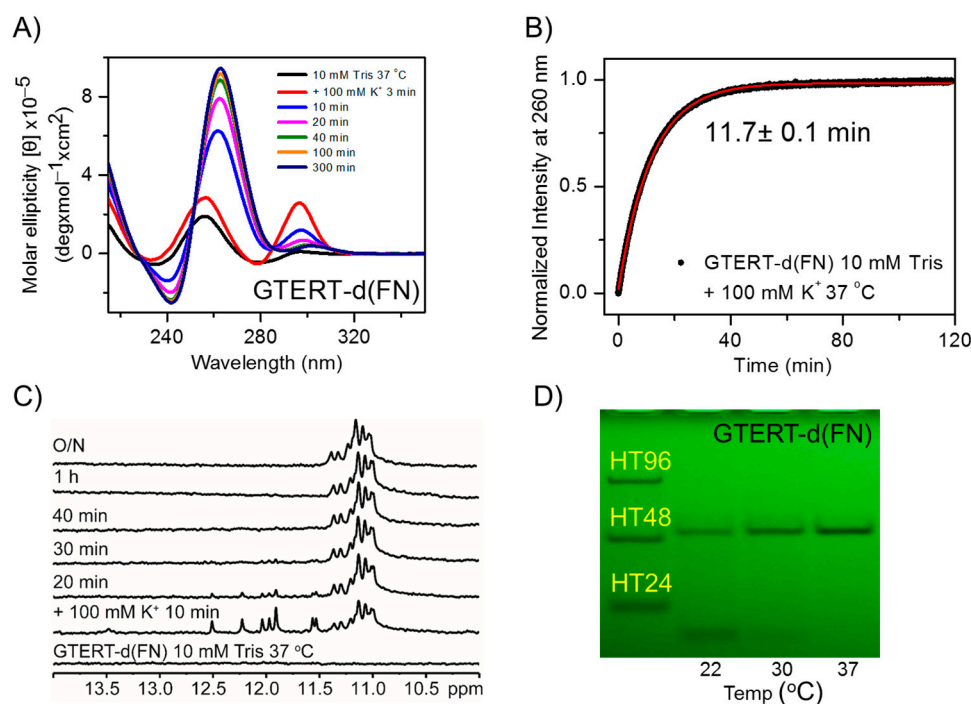 A)
Molar ellipticity [θ] x10⁻⁵
(degxmol⁻¹xcm2)
8
4
0
10 mM Tris 37 °C
+ 100 mM K⁺ 3 min
10 min
20 min
40 min
100 min
300 min
GTERT-d(FN)
240
280
320
Wavelength (nm)
B)
Normalized Intensity at 260 nm
1.0
0.5
0.0
11.7± 0.1 min
GTERT-d(FN) 10 mM Tris
+ 100 mM K⁺ 37 °C
0
40
80
120
Time (min)
C)
O/N
1 h
40 min
30 min
20 min
+ 100 mM K⁺ 10 min
GTERT-d(FN) 10 mM Tris 37 °C
13.5 13.0 12.5 12.0 11.5 11.0 10.5 ppm
D)
GTERT-d(FN)
HT96
HT48
HT24
22 30 37
Temp (°C)